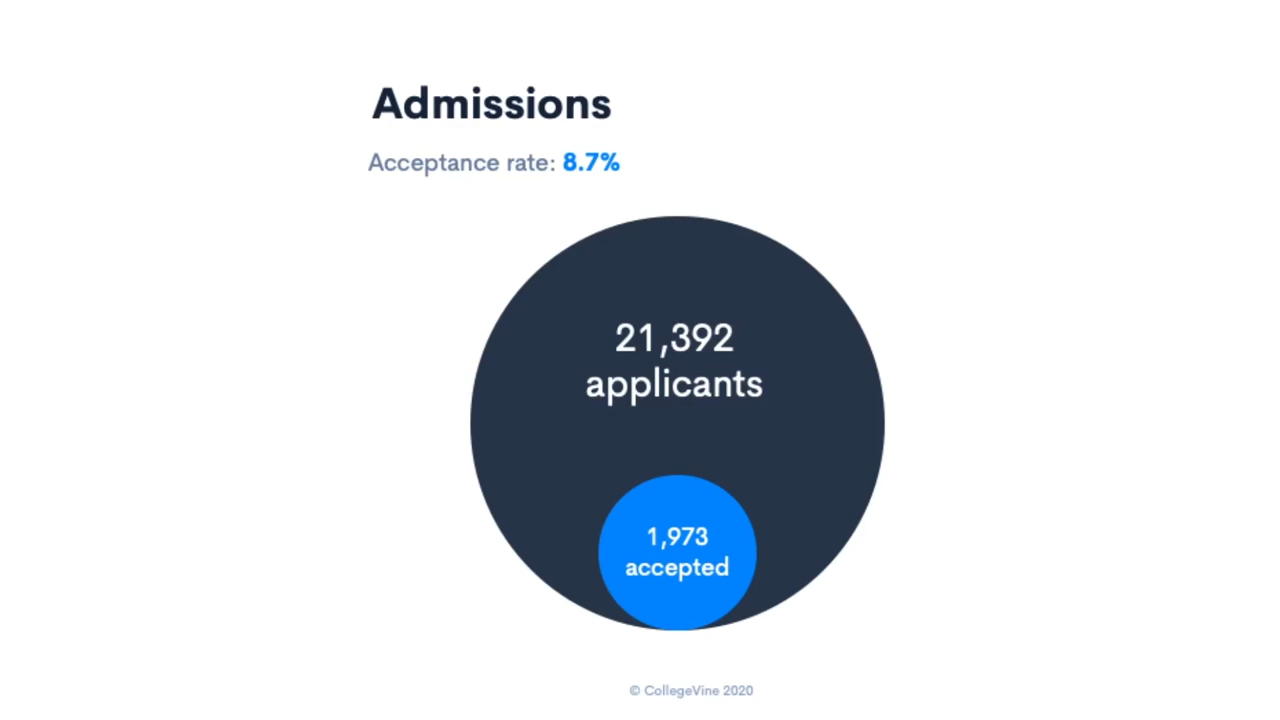 Admissions
Acceptance rate: 8.7%
21,392
applicants
1,973
accepted
© CollegeVine 2020